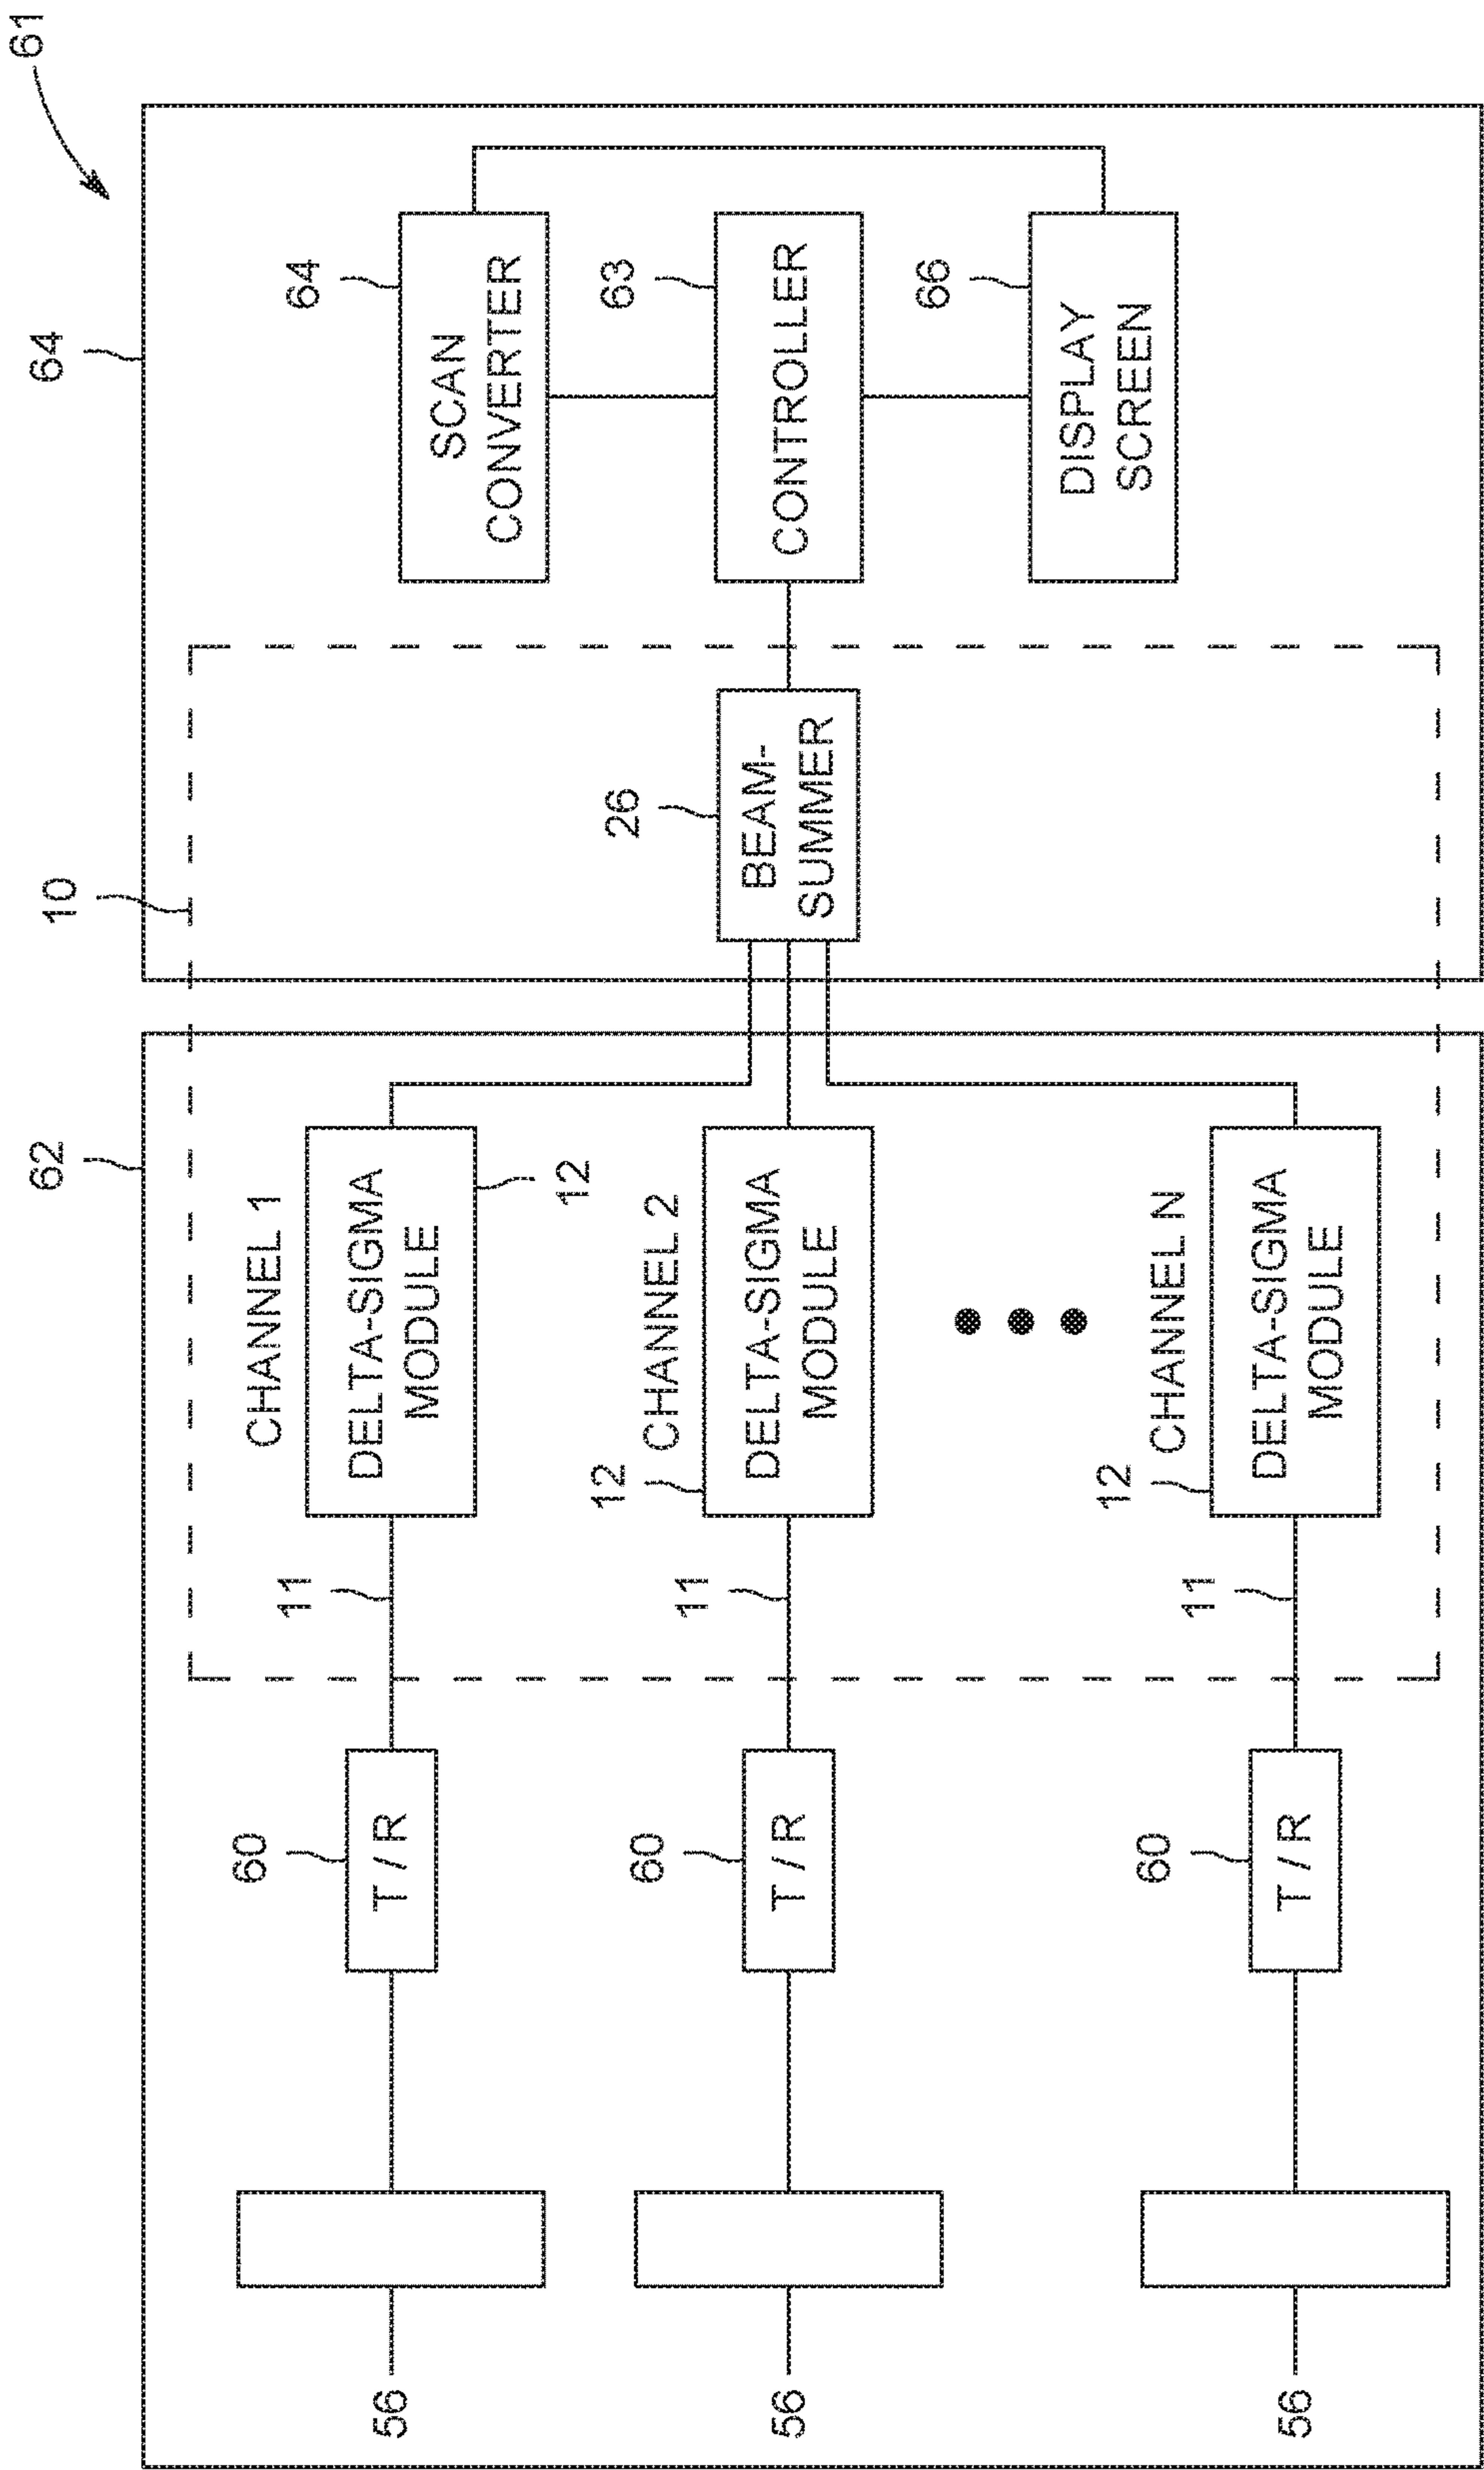 61
62
10
64
CHANNEL 1
60
11
64
56
T / R
DELTA-SIGMA
MODULE
SCAN
CONVERTER
12
12
CHANNEL 2
60
11
26
63
56
T / R
DELTA-SIGMA
MODULE
BEAM-
SUMMER
CONTROLLER
66
DISPLAY
SCREEN
12
CHANNEL N
60
11
56
T / R
DELTA-SIGMA
MODULE